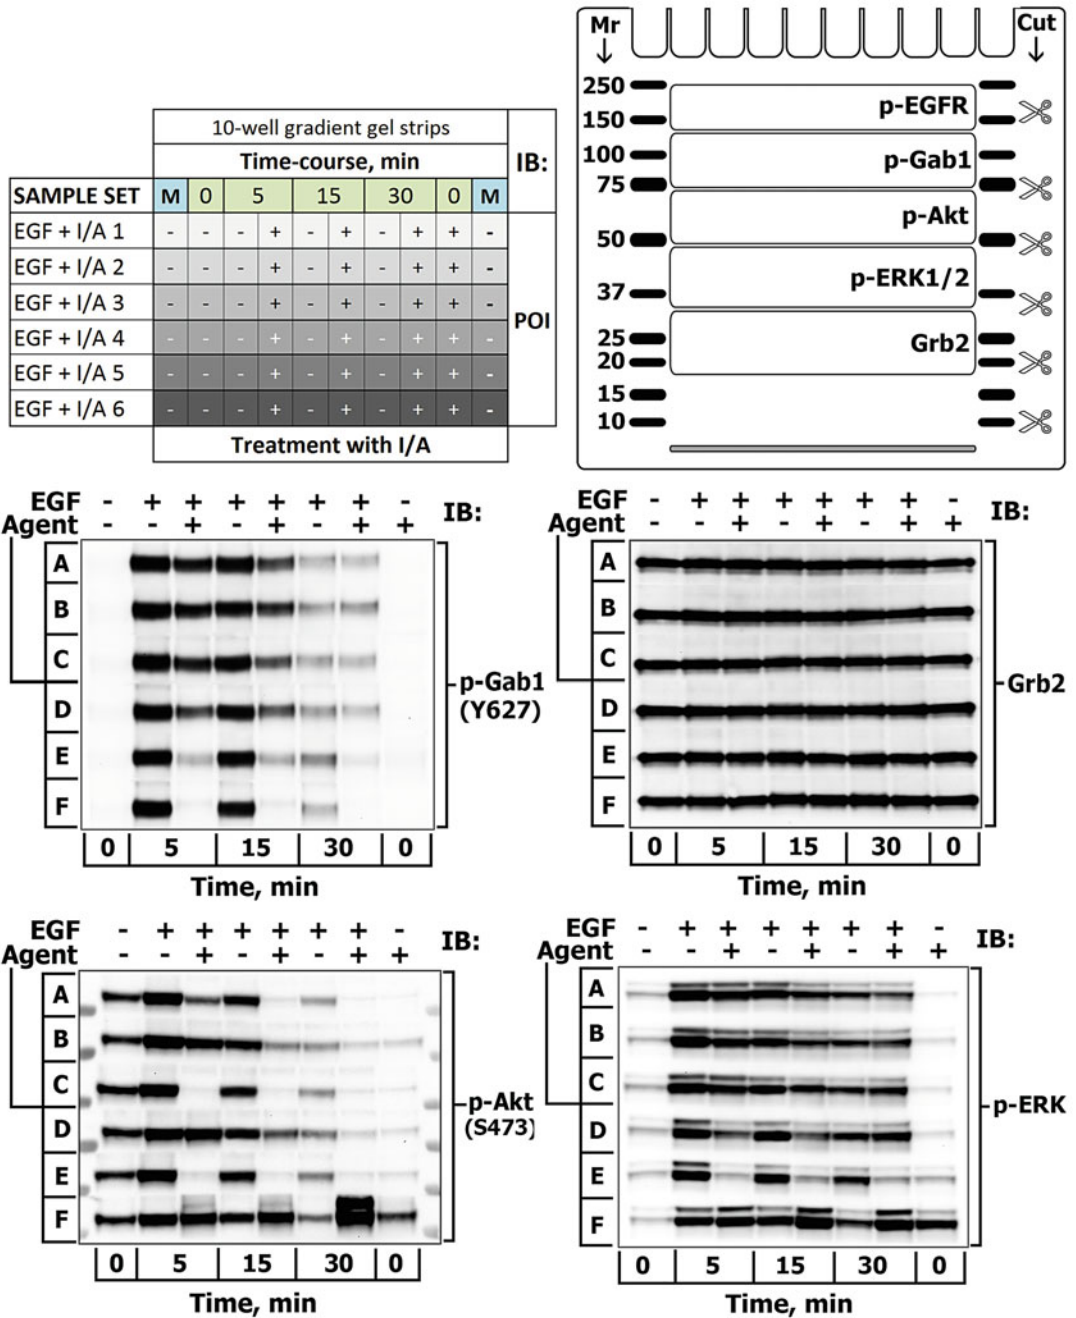 10-well gradient gel strips
Time-course, min
IB:
SAMPLE SET M 0 5 15 30 0 M
EGF + I/A 1 - - - + - + - + + -
EGF + I/A 2 - - - + - + - + + -
EGF + I/A 3 - - - + - + - + + -
EGF + I/A 4 - - - + - + - + + -
EGF + I/A 5 - - - + - + - + + -
EGF + I/A 6 - - - + - + - + + -
POI
Treatment with I/A
Mr Cut
250
p-EGFR
150
100
p-Gab1
75
p-Akt
50
p-ERK1/2
37
25
Grb2
20
15
10
EGF - + + + + + + -
Agent - - + - + - + +
IB:
A
B
C
D
E
F
p-Gab1
(Y627)
0 5 15 30 0
Time, min
EGF - + + + + + + -
Agent - - + - + - + +
IB:
A
B
C
D
E
F
Grb2
0 5 15 30 0
Time, min
EGF - + + + + + + -
Agent - - + - + - + +
IB:
A
B
C
D
E
F
p-Akt
(S473)
0 5 15 30 0
Time, min
EGF - + + + + + + -
Agent - - + - + - + +
IB:
A
B
C
D
E
F
p-ERK
0 5 15 30 0
Time, min